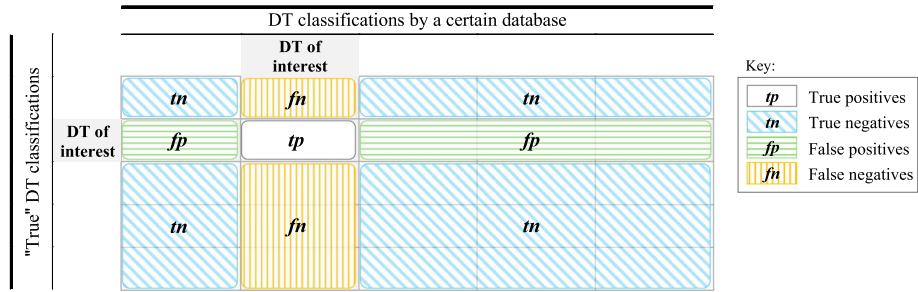 DT classifications by a certain database
DT of
interest
"True" DT classifications
tn fn tn
DT of
interest
fp tp fp
tn fn tn
Key:
tp True positives
tn True negatives
fp False positives
fn False negatives